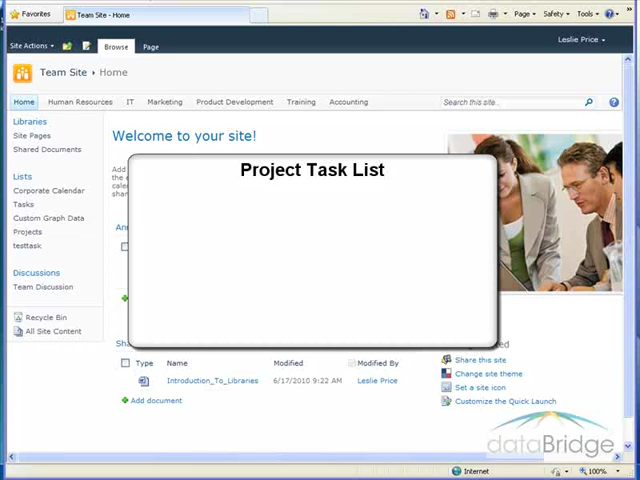 Favorites
Team Site - Home
Page
Safety
Tools
Site Actions
Browse
Page
Leslie Price
Team Site
Home
Home
Human Resources
IT
Marketing
Product Development
Training
Accounting
Search this site...
Libraries
Site Pages
Shared Documents
Lists
Corporate Calendar
Tasks
Custom Graph Data
Projects
testtask
Discussions
Team Discussion
Recycle Bin
All Site Content
Welcome to your site!
Add
the
cale
shar
Project Task List
Type
Name
Modified
Modified By
Introduction_To_Libraries
6/17/2010 9:22 AM
Leslie Price
Add document
Share this site
Change site theme
Set a site icon
Customize the Quick Launch
dataBridge
Internet
100%